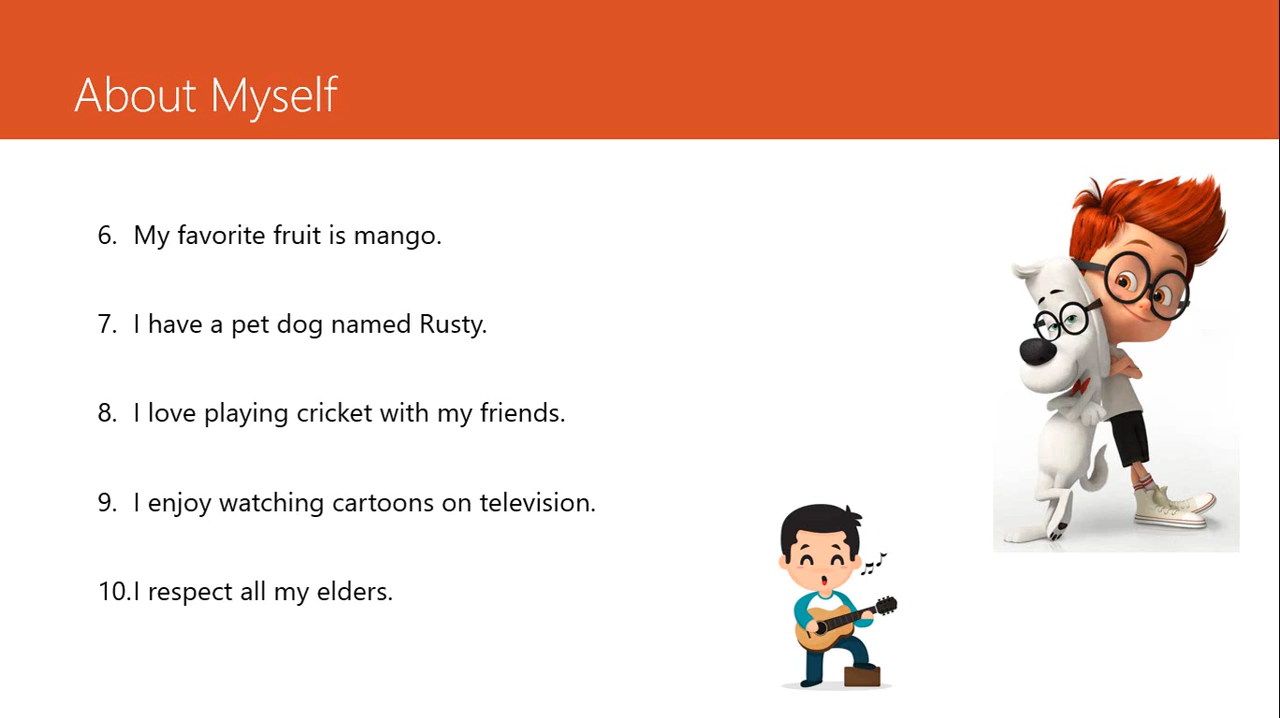 About Myself
6. My favorite fruit is mango.
7. I have a pet dog named Rusty.
8. I love playing cricket with my friends.
9. I enjoy watching cartoons on television.
10.I respect all my elders.